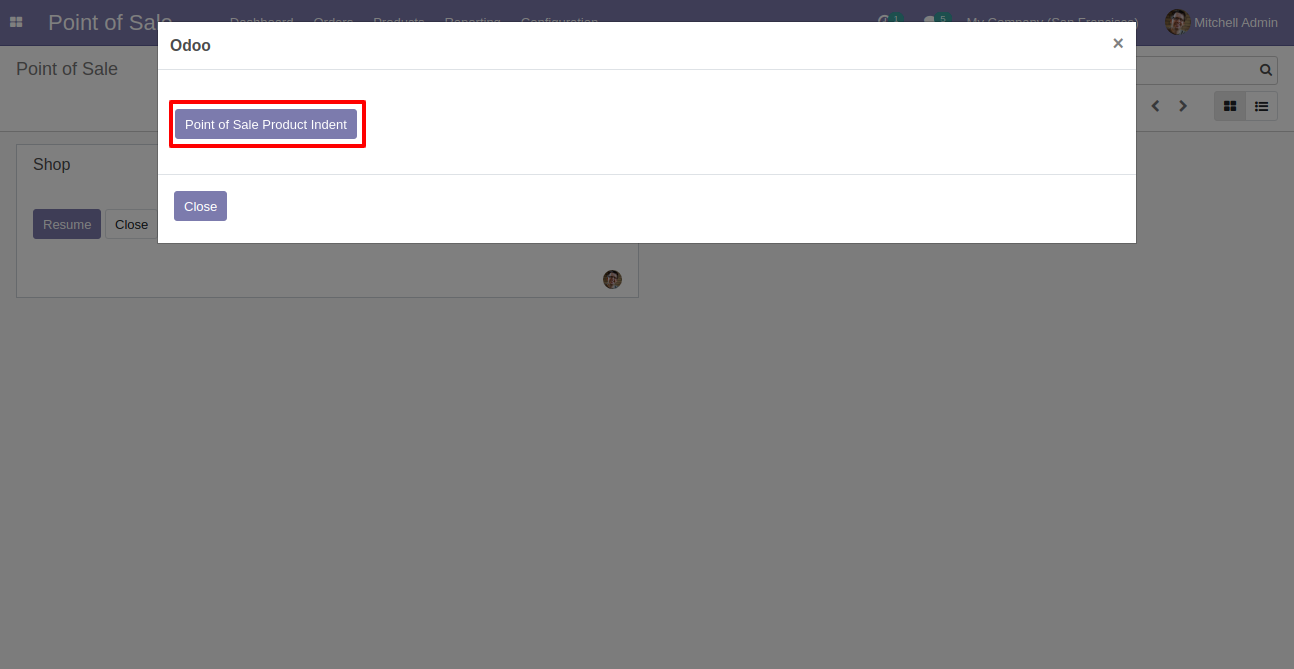 Point of Sale Dashboard Orders Products Reporting Configuration 1 5 My Company (San Francisco) Mitchell Admin
Odoo ×
Point of Sale
Point of Sale Product Indent
Shop
Close
Resume Close